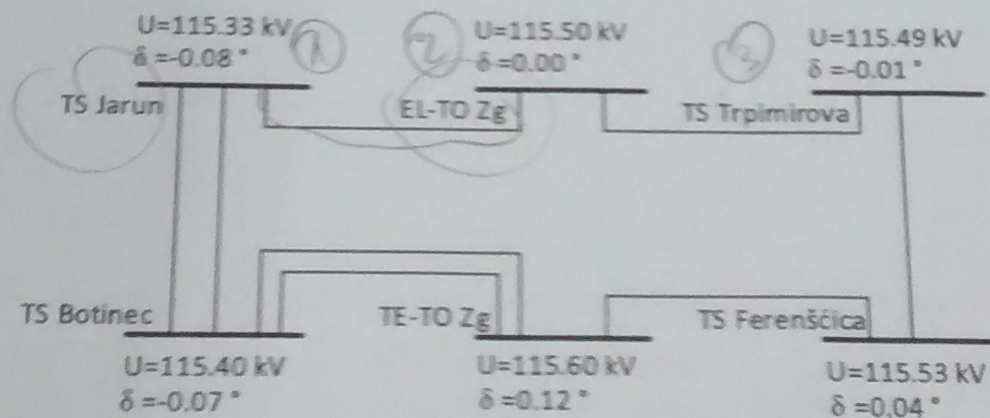 U=115.33 kV
δ =-0.08 °
1
TS Jarun
2
U=115.50 kV
δ =0.00 °
EL-TO Zg
3
U=115.49 kV
δ =-0.01 °
TS Trpimirova
TS Botinec
U=115.40 kV
δ =-0.07 °
TE-TO Zg
U=115.60 kV
δ =0.12 °
TS Ferenščica
U=115.53 kV
δ =0.04 °